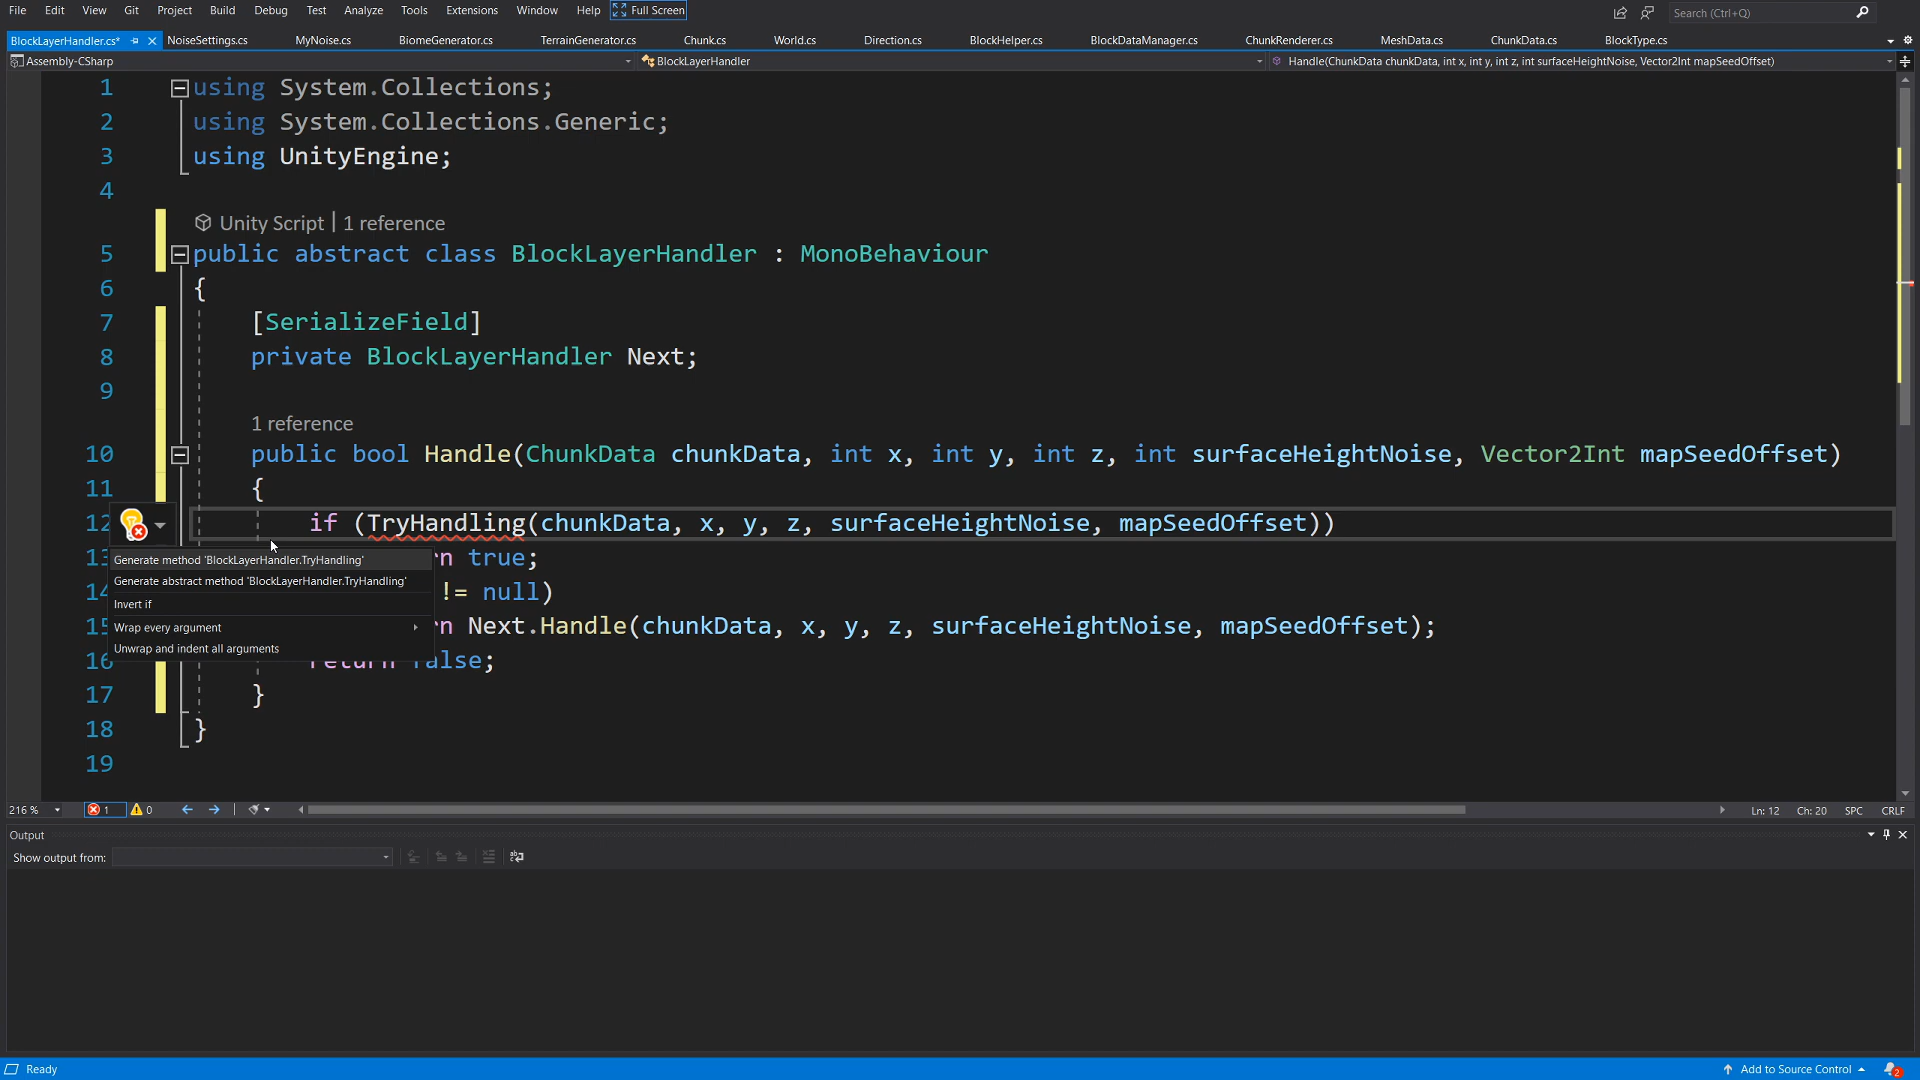 File Edit View Git Project Build Debug Test Analyze Tools Extensions Window Help Full Screen Search (Ctrl+Q)
BlockLayerHandler.cs* NoiseSettings.cs MyNoise.cs BiomeGenerator.cs TerrainGenerator.cs Chunk.cs World.cs Direction.cs BlockHelper.cs BlockDataManager.cs ChunkRenderer.cs MeshData.cs ChunkData.cs BlockType.cs
Assembly-CSharp BlockLayerHandler Handle(ChunkData chunkData, int x, int y, int z, int surfaceHeightNoise, Vector2Int mapSeedOffset)
1 using System.Collections;
2 using System.Collections.Generic;
3 using UnityEngine;
4
Unity Script | 1 reference
5 public abstract class BlockLayerHandler : MonoBehaviour
6 {
7 [SerializeField]
8 private BlockLayerHandler Next;
9
1 reference
10 public bool Handle(ChunkData chunkData, int x, int y, int z, int surfaceHeightNoise, Vector2Int mapSeedOffset)
11 {
12 if (TryHandling(chunkData, x, y, z, surfaceHeightNoise, mapSeedOffset))
Generate method 'BlockLayerHandler.TryHandling'
Generate abstract method 'BlockLayerHandler.TryHandling'
Invert if
Wrap every argument
Unwrap and indent all arguments
13 n true;
14 != null)
15 n Next.Handle(chunkData, x, y, z, surfaceHeightNoise, mapSeedOffset);
16 return false;
17 }
18 }
19
216 % 1 0 Ln: 12 Ch: 20 SPC CRLF
Output
Show output from:
Ready Add to Source Control 2